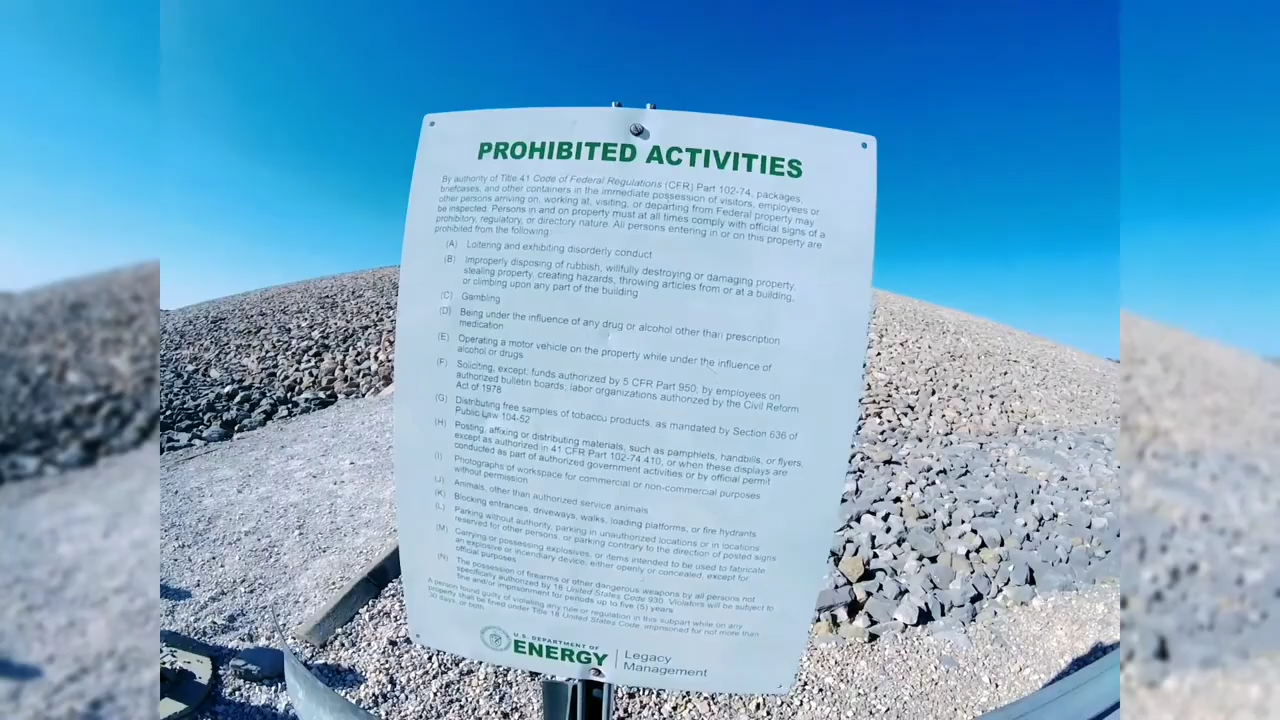 PROHIBITED ACTIVITIES
By authority of Title 41 Code of Federal Regulations (CFR) Part 102-74, packages,
briefcases, and other containers in the immediate possession of visitors, employees or
other persons arriving on, working at, visiting, or departing from Federal property may
be inspected. Persons in and on property must at all times comply with official signs of a
prohibitory, regulatory, or directory nature. All persons entering in or on this property are
prohibited from the following:
(A) Loitering and exhibiting disorderly conduct
(B) Improperly disposing of rubbish, willfully destroying or damaging property,
stealing property, creating hazards, throwing articles from or at a building,
or climbing upon any part of the building
(C) Gambling
(D) Being under the influence of any drug or alcohol other than prescription
medication
(E) Operating a motor vehicle on the property while under the influence of
alcohol or drugs
(F) Soliciting, except: funds authorized by 5 CFR Part 950, by employees on
authorized bulletin boards, labor organizations authorized by the Civil Reform
Act of 1978
(G) Distributing free samples of tobacco products, as mandated by Section 636 of
Public Law 104-52
(H) Posting, affixing or distributing materials, such as pamphlets, handbills, or flyers,
except as authorized in 41 CFR Part 102-74.410, or when these displays are
conducted as part of authorized government activities or by official permit
(I) Photographs of workspace for commercial or non-commercial purposes
without permission
(J) Animals, other than authorized service animals
(K) Blocking entrances, driveways, walks, loading platforms, or fire hydrants
(L) Parking without authority, parking in unauthorized locations or in locations
reserved for other persons, or parking contrary to the direction of posted signs
(M) Carrying or possessing explosives, or items intended to be used to fabricate
an explosive or incendiary device, either openly or concealed, except for
official purposes
(N) The possession of firearms or other dangerous weapons by all persons not
specifically authorized by 18 United States Code 930. Violators will be subject to
fine and/or imprisonment for periods up to five (5) years
A person found guilty of violating any rule or regulation in this subpart while on any
property shall be fined under Title 18 United States Code, imprisoned for not more than
30 days, or both.
U.S. DEPARTMENT OF
ENERGY
Legacy
Management